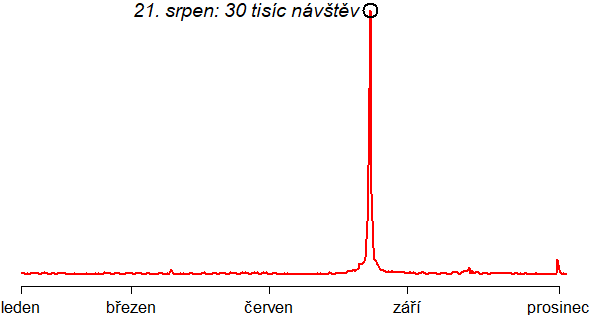 21. srpen: 30 tisíc návštěv
leden březen červen září prosinec